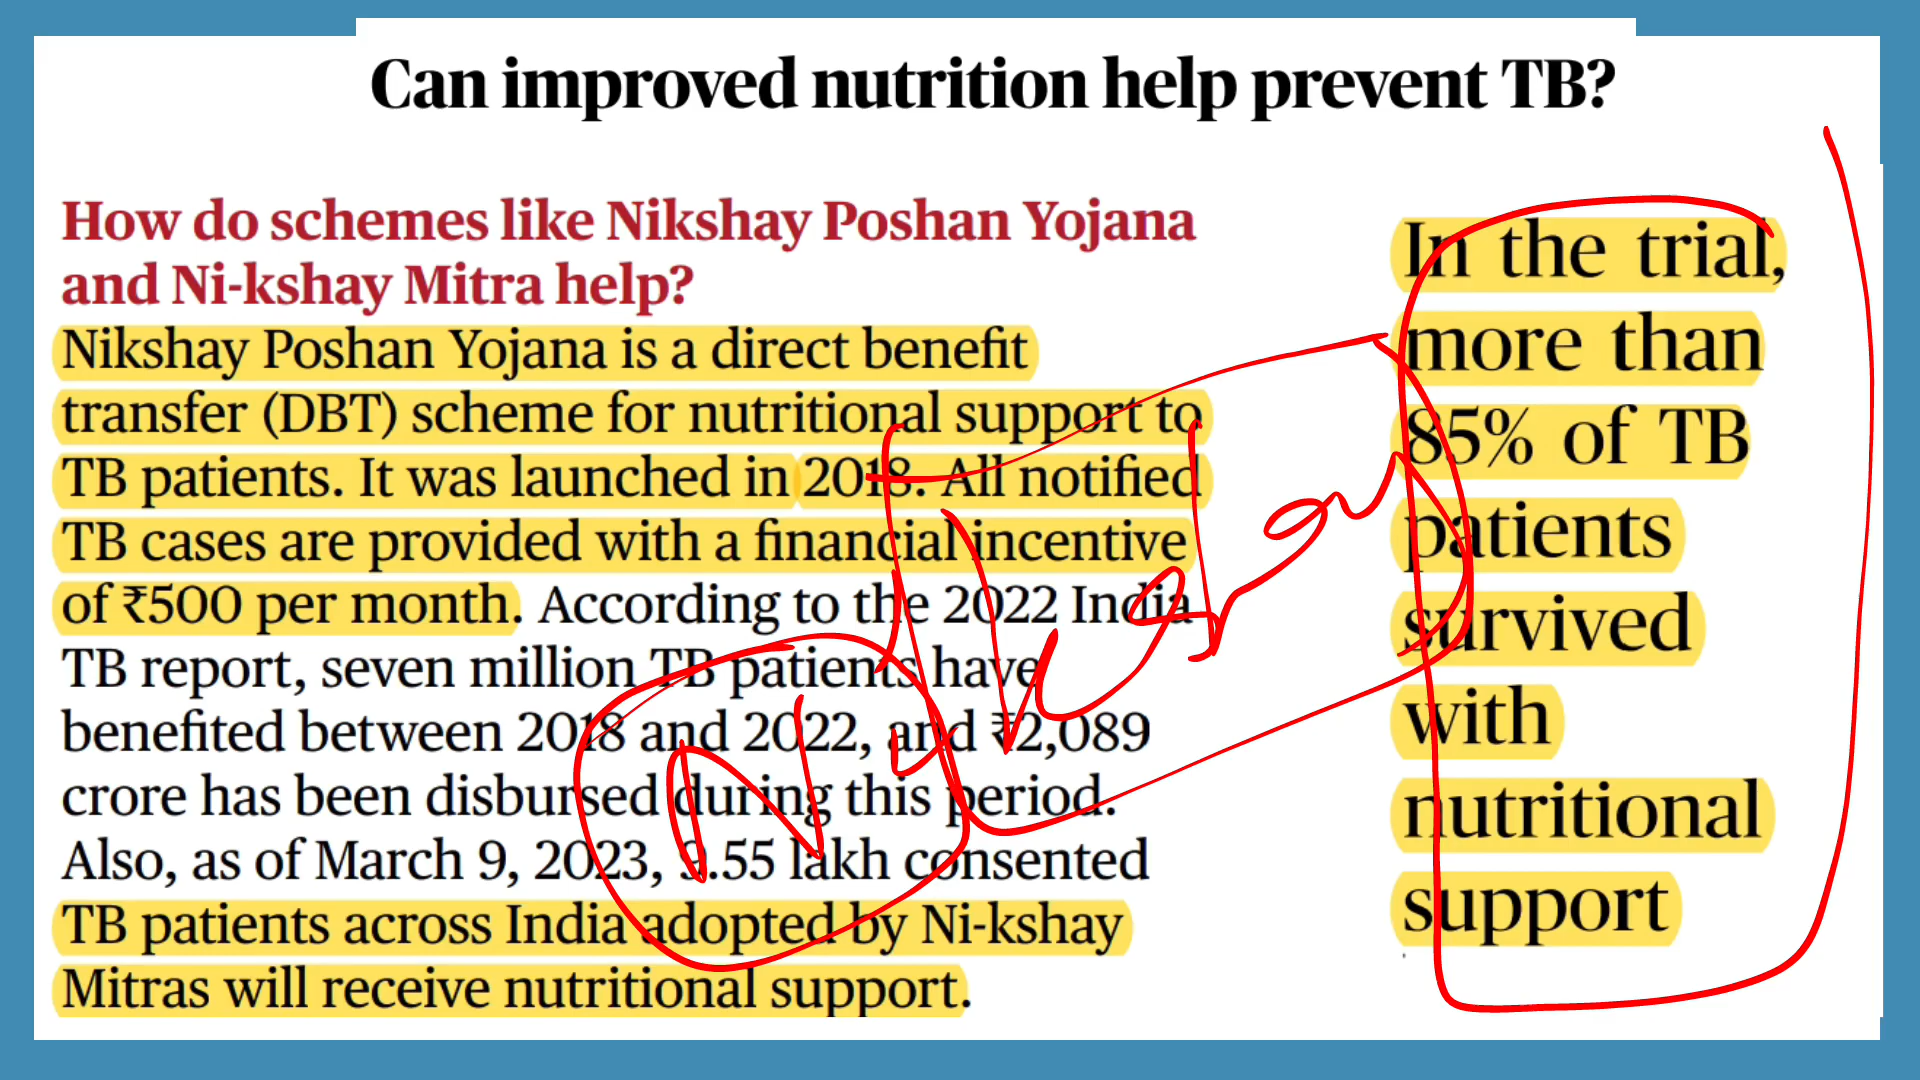 Can improved nutrition help prevent TB?
How do schemes like Nikshay Poshan Yojana
and Ni-kshay Mitra help?
Nikshay Poshan Yojana is a direct benefit
transfer (DBT) scheme for nutritional support to
TB patients. It was launched in 2018. All notified
TB cases are provided with a financial incentive
of ₹500 per month. According to the 2022 India
TB report, seven million TB patients have
benefited between 2018 and 2022, and ₹2,089
crore has been disbursed during this period.
Also, as of March 9, 2023, 9.55 lakh consented
TB patients across India adopted by Ni-kshay
Mitras will receive nutritional support.
In the trial,
more than
85% of TB
patients
survived
with
nutritional
support
Ni